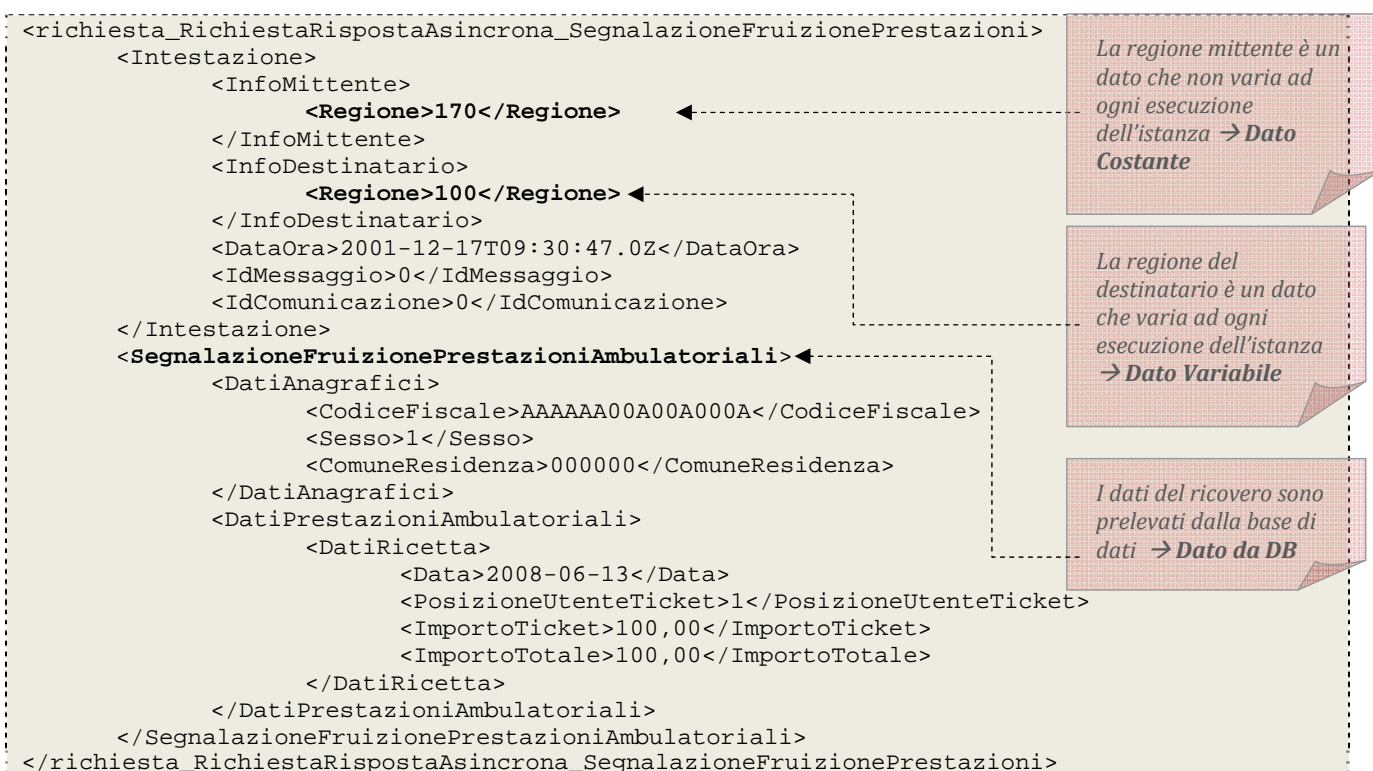 <richiesta_RichiestaRispostaAsincrona_SegnalazioneFruizionePrestazioni>
<Intestazione>
<InfoMittente>
<Regione>170</Regione>
</InfoMittente>
<InfoDestinatario>
<Regione>100</Regione>
</InfoDestinatario>
<DataOra>2001-12-17T09:30:47.0Z</DataOra>
<IdMessaggio>0</IdMessaggio>
<IdComunicazione>0</IdComunicazione>
</Intestazione>
<SegnalazioneFruizionePrestazioniAmbulatoriali>
<DatiAnagrafici>
<CodiceFiscale>AAAAAA00A00A000A</CodiceFiscale>
<Sesso>1</Sesso>
<ComuneResidenza>000000</ComuneResidenza>
</DatiAnagrafici>
<DatiPrestazioniAmbulatoriali>
<DatiRicetta>
<Data>2008-06-13</Data>
<PosizioneUtenteTicket>1</PosizioneUtenteTicket>
<ImportoTicket>100,00</ImportoTicket>
<ImportoTotale>100,00</ImportoTotale>
</DatiRicetta>
</DatiPrestazioniAmbulatoriali>
</SegnalazioneFruizionePrestazioniAmbulatoriali>
</richiesta_RichiestaRispostaAsincrona_SegnalazioneFruizionePrestazioni>
La regione mittente è un
dato che non varia ad
ogni esecuzione
dell'istanza → Dato
Costante
La regione del
destinatario è un dato
che varia ad ogni
esecuzione dell'istanza
→ Dato Variabile
I dati del ricovero sono
prelevati dalla base di
dati → Dato da DB